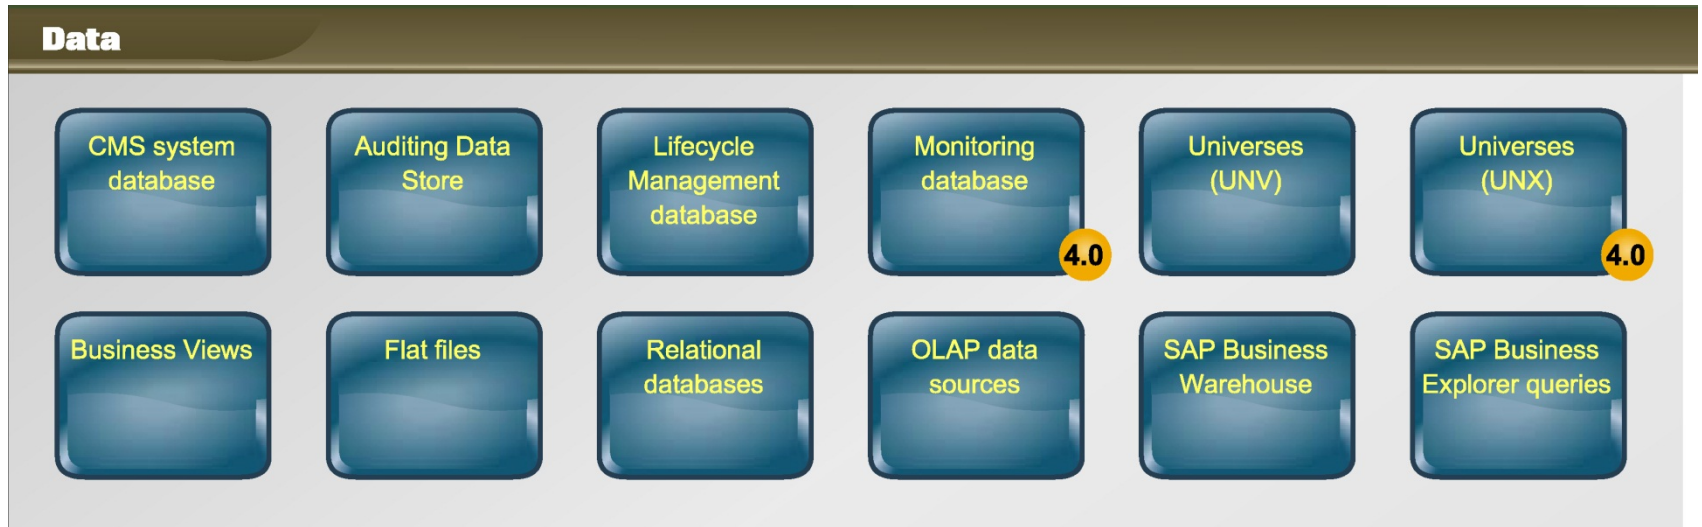 Data
CMS system
database
Auditing Data
Store
Lifecycle
Management
database
Monitoring
database
4.0
Universes
(UNV)
Universes
(UNX)
4.0
Business Views
Flat files
Relational
databases
OLAP data
sources
SAP Business
Warehouse
SAP Business
Explorer queries